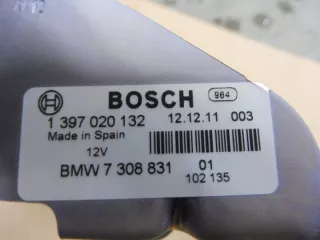 BOSCH 964
1 397 020 132 12.12.11 003
Made in Spain
12V
BMW 7 308 831 01
102 135